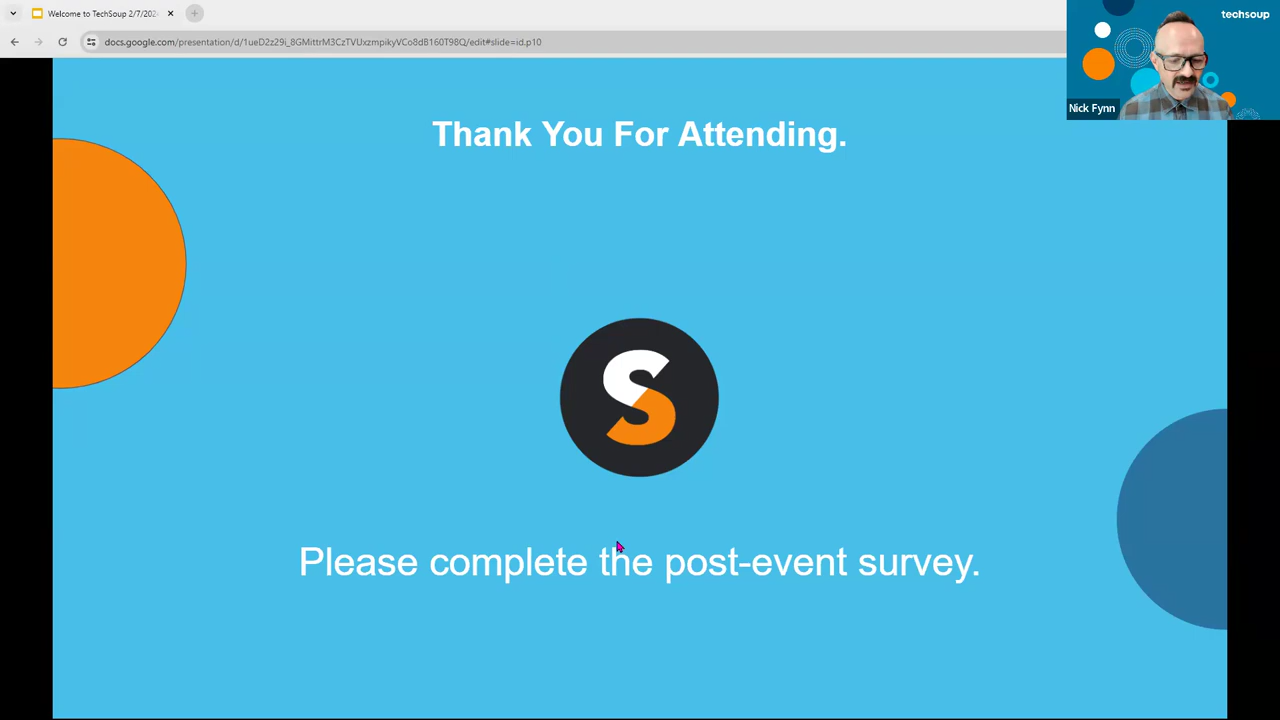 Welcome to TechSoup 2/7/202
docs.google.com/presentation/d/1ueD2z29i_8GMittrM3CzTVUxzmpikyVCo8dB160T98Q/edit#slide=id.p10
techsoup
Nick Fynn
Thank You For Attending.
S
Please complete the post-event survey.